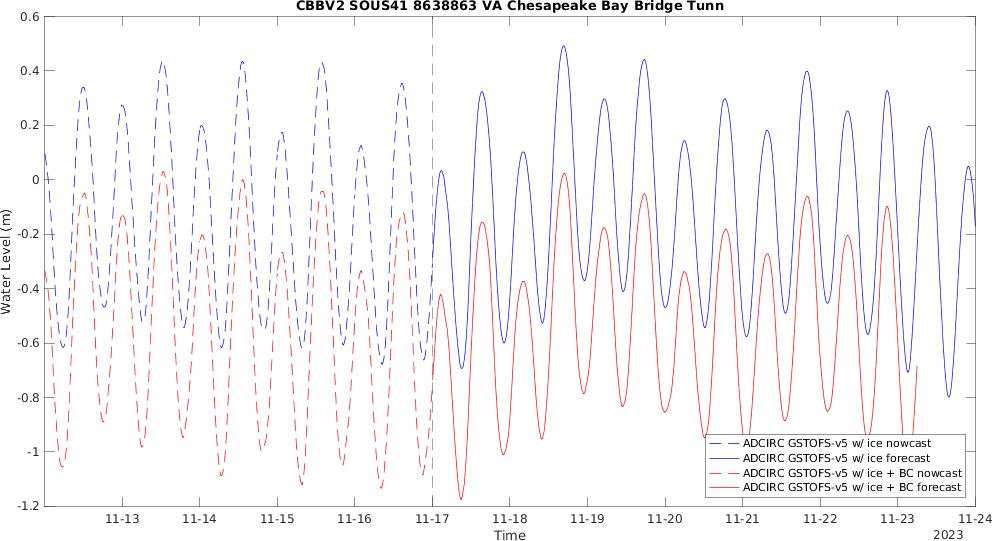 CBBV2 SOUS41 8638863 VA Chesapeake Bay Bridge Tunn
Water Level (m)
0.6
0.4
0.2
0
-0.2
-0.4
-0.6
-0.8
-1
-1.2
11-13 11-14 11-15 11-16 11-17 11-18 11-19 11-20 11-21 11-22 11-23 11-24
Time
2023
ADCIRC GSTOFS-v5 w/ ice nowcast
ADCIRC GSTOFS-v5 w/ ice forecast
ADCIRC GSTOFS-v5 w/ ice + BC nowcast
ADCIRC GSTOFS-v5 w/ ice + BC forecast